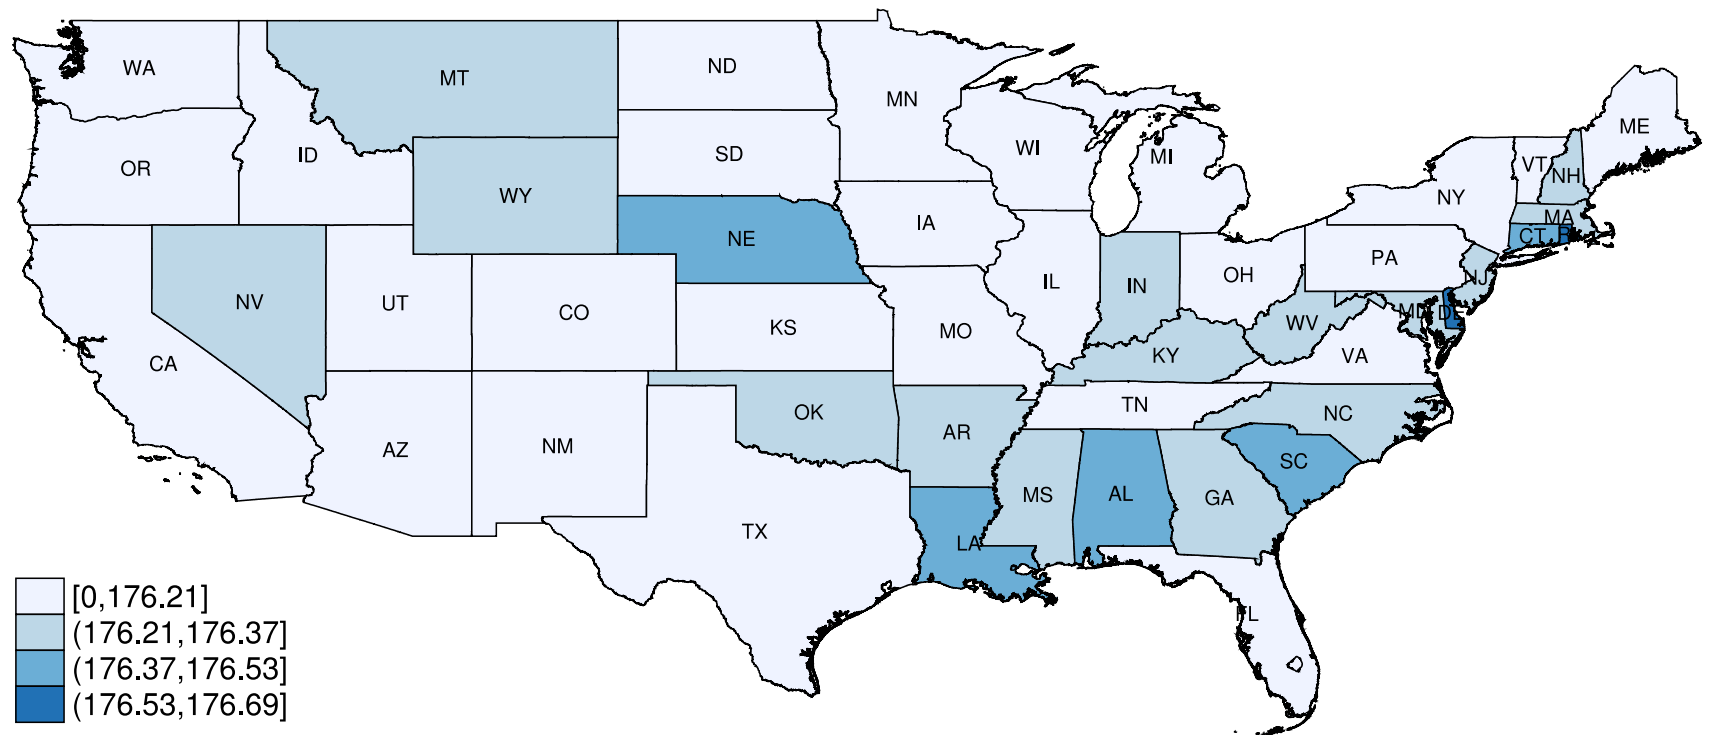 WA
MT
ND
MN
ME
OR
ID
SD
WI
MI
VT
NH
WY
NY
MA
IA
NE
CT
PA
NV
UT
CO
IL
IN
OH
NJ
KS
MO
WV
MD
DE
CA
KY
VA
OK
TN
NC
AR
AZ
NM
SC
MS
AL
GA
TX
LA
FL
[0,176.21]
(176.21,176.37]
(176.37,176.53]
(176.53,176.69]